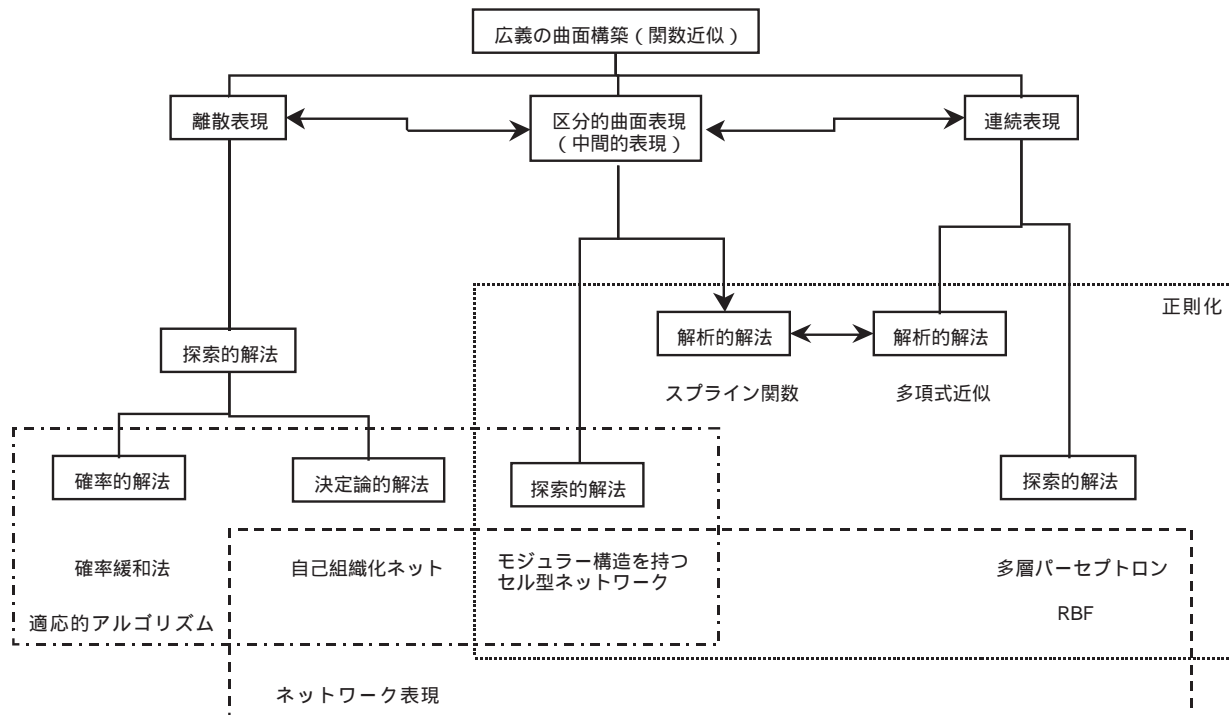 広義の曲面構築（関数近似）
離散表現
区分的曲面表現
（中間的表現）
連続表現
正則化
解析的解法
解析的解法
探索的解法
スプライン関数
多項式近似
確率的解法
決定論的解法
探索的解法
探索的解法
確率緩和法
自己組織化ネット
モジュラー構造を持つ
セル型ネットワーク
多層パーセプトロン
RBF
適応的アルゴリズム
ネットワーク表現